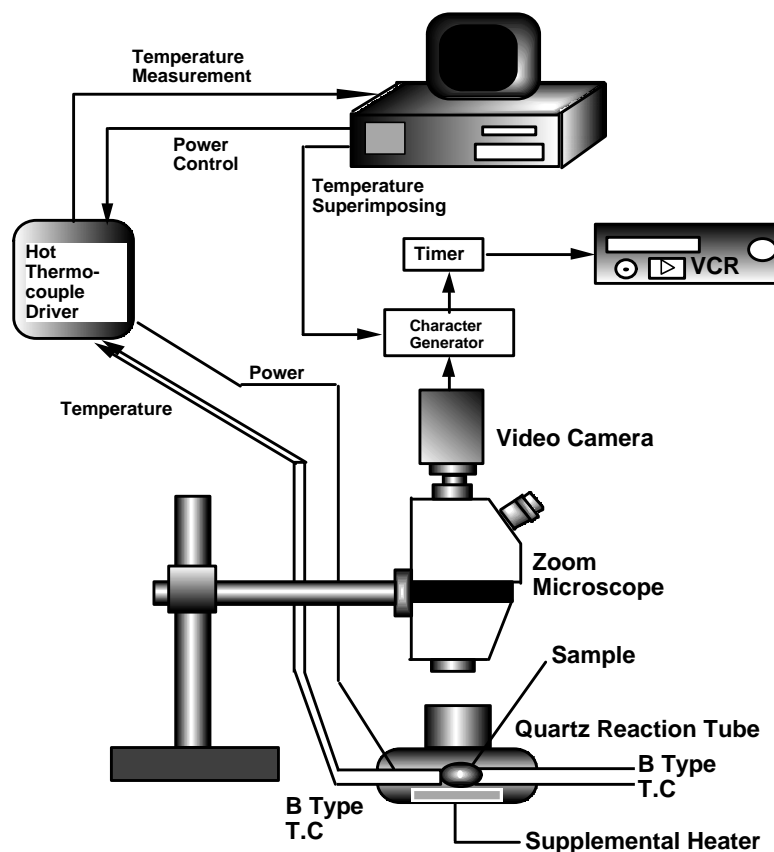 Temperature
Measurement
Power
Control
Temperature
Superimposing
Hot
Thermo-
couple
Driver
Timer
VCR
Character
Generator
Power
Temperature
Video Camera
Zoom
Microscope
Sample
Quartz Reaction Tube
B Type
T.C
B Type
T.C
Supplemental Heater